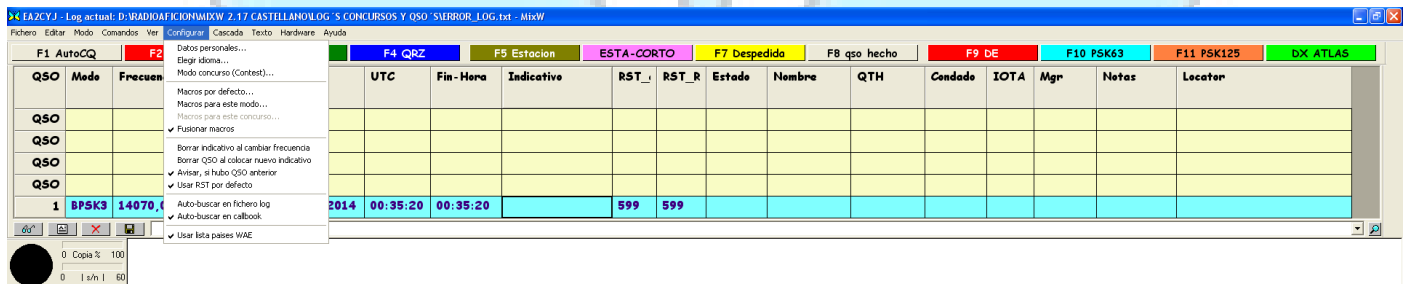 EA2CYJ - Log actual: D:\RADIOAFICION\MIXW 2.17 CASTELLANO\LOG´S CONCURSOS Y QSO´S\ERROR_LOG.txt - MixW
Fichero Editar Modo Comandos Ver Configurar Cascada Texto Hardware Ayuda
F1 AutoCQ F2 F4 QRZ F5 Estacion ESTA-CORTO F7 Despedida F8 qso hecho F9 DE F10 PSK63 F11 PSK125 DX ATLAS
Datos personales...
Elegir idioma...
Modo concurso (Contest)...
Macros por defecto...
Macros para este modo...
Macros para este concurso...
Fusionar macros
Borrar indicativo al cambiar frecuencia
Borrar QSO al colocar nuevo indicativo
Avisar, si hubo QSO anterior
Usar RST por defecto
Auto-buscar en fichero log
Auto-buscar en callbook
Usar lista paises WAE
QSO Modo Frecuen UTC Fin-Hora Indicativo RST_ RST_R Estado Nombre QTH Condado IOTA Mgr Notas Locator
QSO
QSO
QSO
QSO
1 BPSK3 14070,0 2014 00:35:20 00:35:20 599 599
0 Copia % 100
0 | s/n | 60